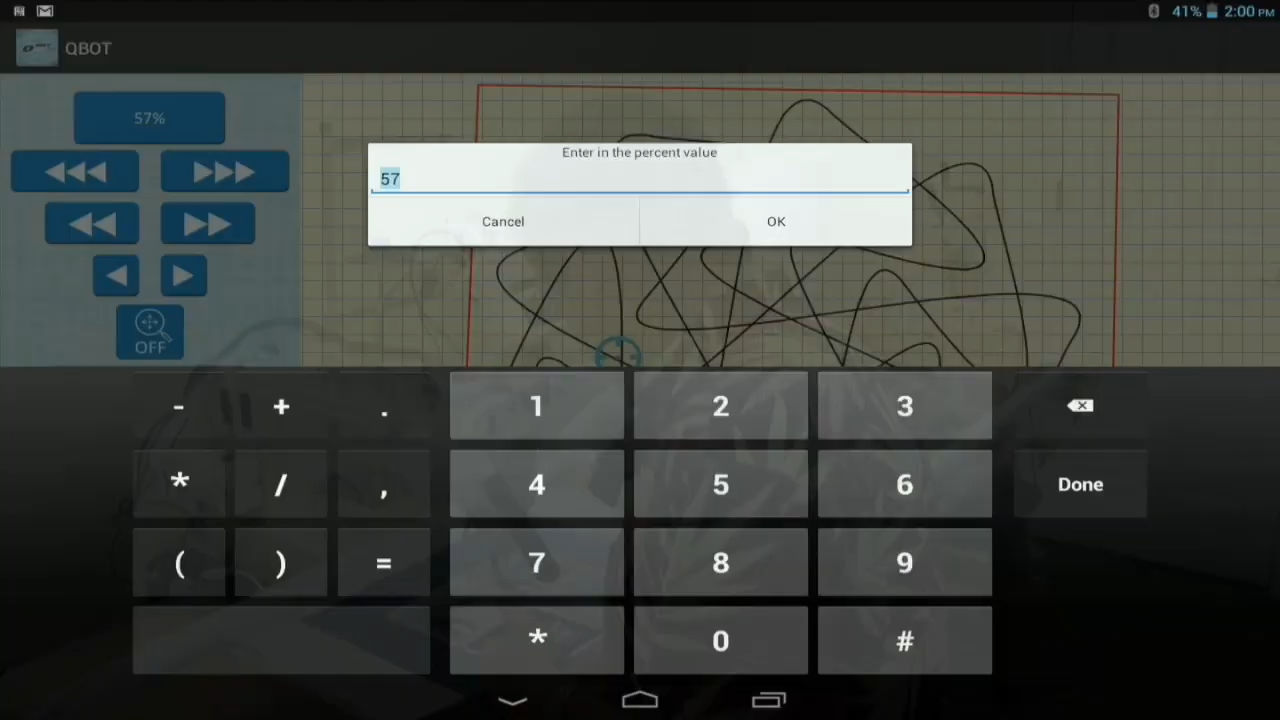 41% 2:00 PM
QBOT
57%
Enter in the percent value
57
Cancel OK
OFF
- + . 1 2 3
* / , 4 5 6 Done
( ) = 7 8 9
* 0 #